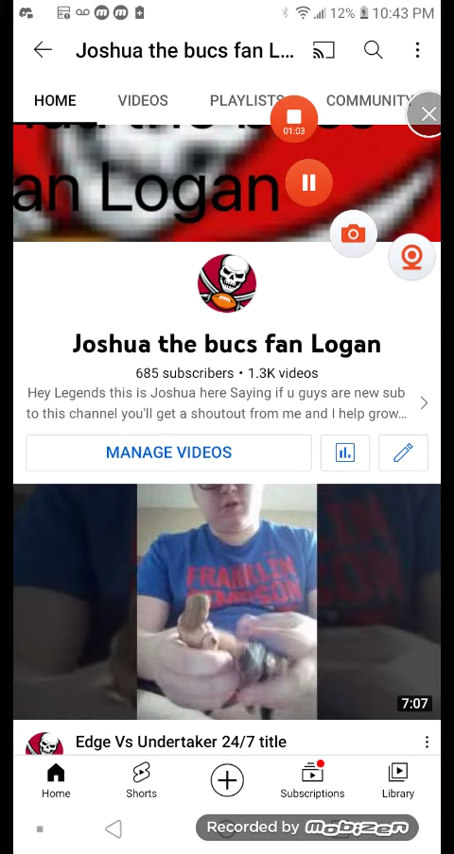 12% 10:43 PM
Joshua the bucs fan L...
HOME VIDEOS PLAYLISTS COMMUNITY
01:03
an Logan
Joshua the bucs fan Logan
685 subscribers • 1.3K videos
Hey Legends this is Joshua here Saying if u guys are new sub
to this channel you'll get a shoutout from me and I help grow...
MANAGE VIDEOS
FRANKLIN
7:07
Edge Vs Undertaker 24/7 title
Home Shorts Subscriptions Library
Recorded by mobizen